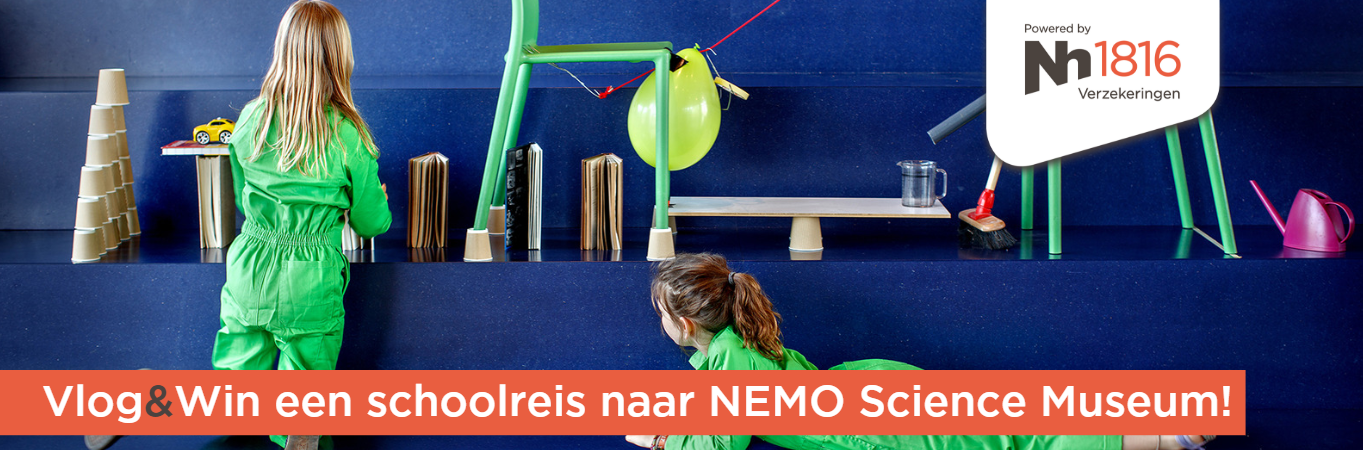 Powered by
Nh1816
Verzekeringen
Vlog&Win een schoolreis naar NEMO Science Museum!